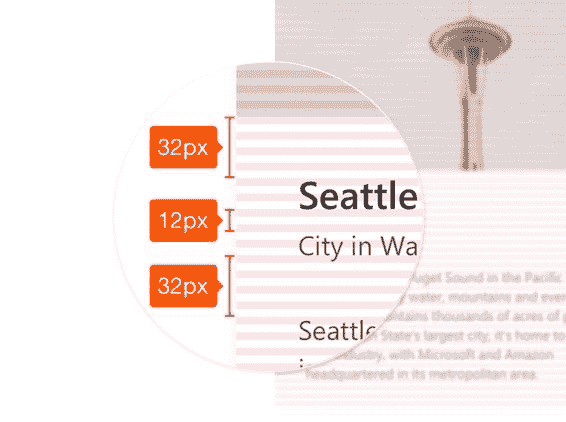 32px
12px
32px
Seattle
City in Wa
Seattle
uget Sound in the Pacific
water, mountains and ever
ntains thousands of acres of
State's largest city, it's home to
industry, with Microsoft and Amazon
headquartered in its metropolitan area.